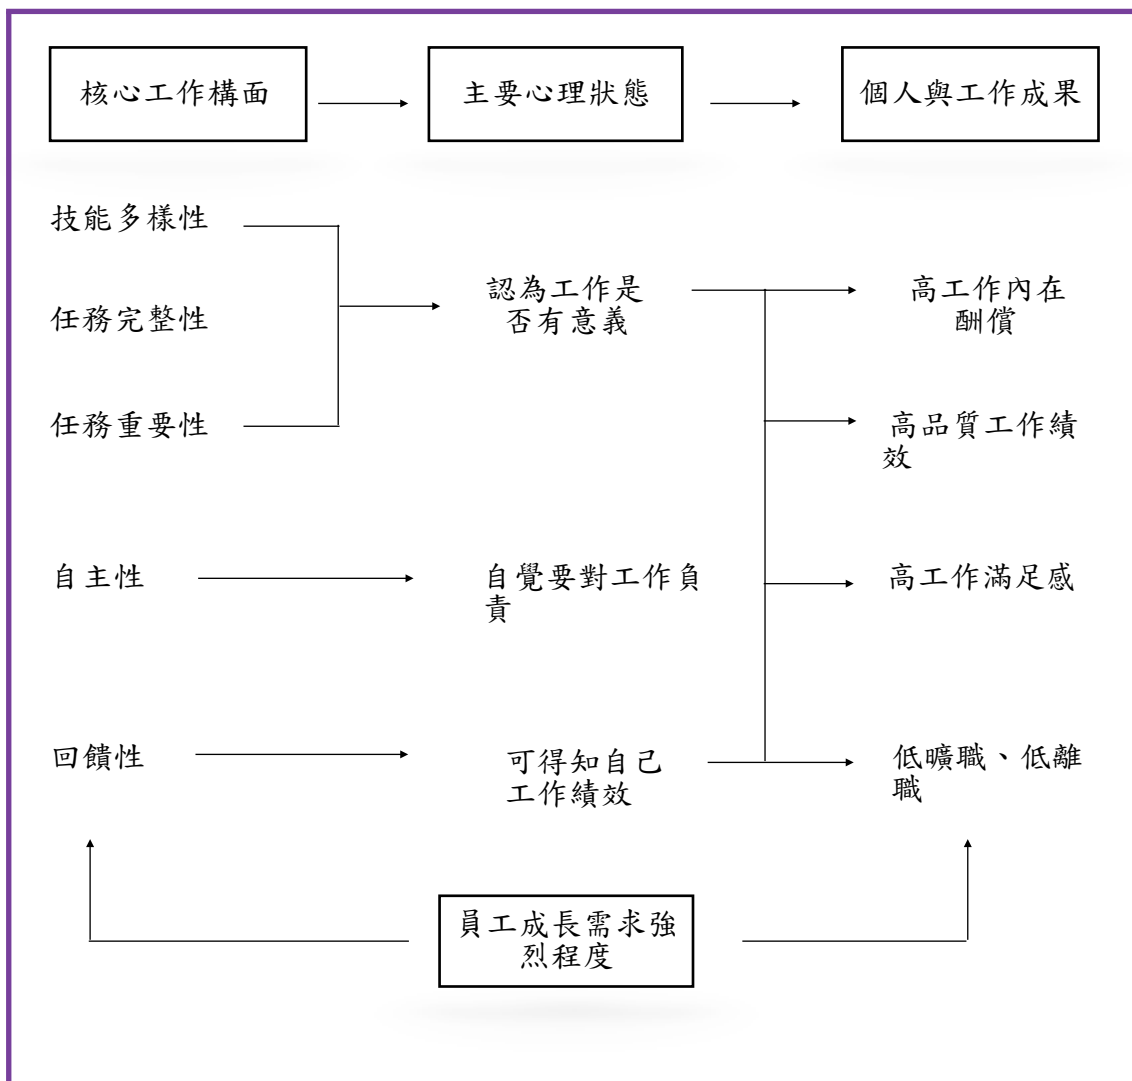 核心工作構面
主要心理狀態
個人與工作成果
技能多樣性
任務完整性
任務重要性
認為工作是
否有意義
高工作內在
酬償
高品質工作績
效
自主性
自覺要對工作負
責
高工作滿足感
回饋性
可得知自己
工作績效
低曠職、低離
職
員工成長需求強
烈程度